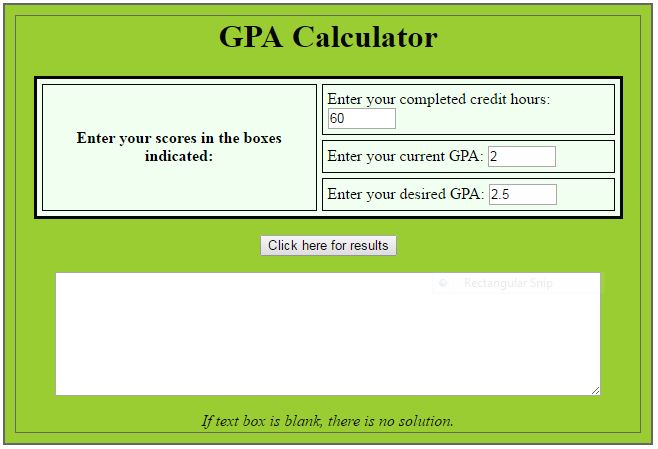 GPA Calculator
Enter your scores in the boxes
indicated:
Enter your completed credit hours:
60
Enter your current GPA: 2
Enter your desired GPA: 2.5
Click here for results
Rectangular Snip
If text box is blank, there is no solution.